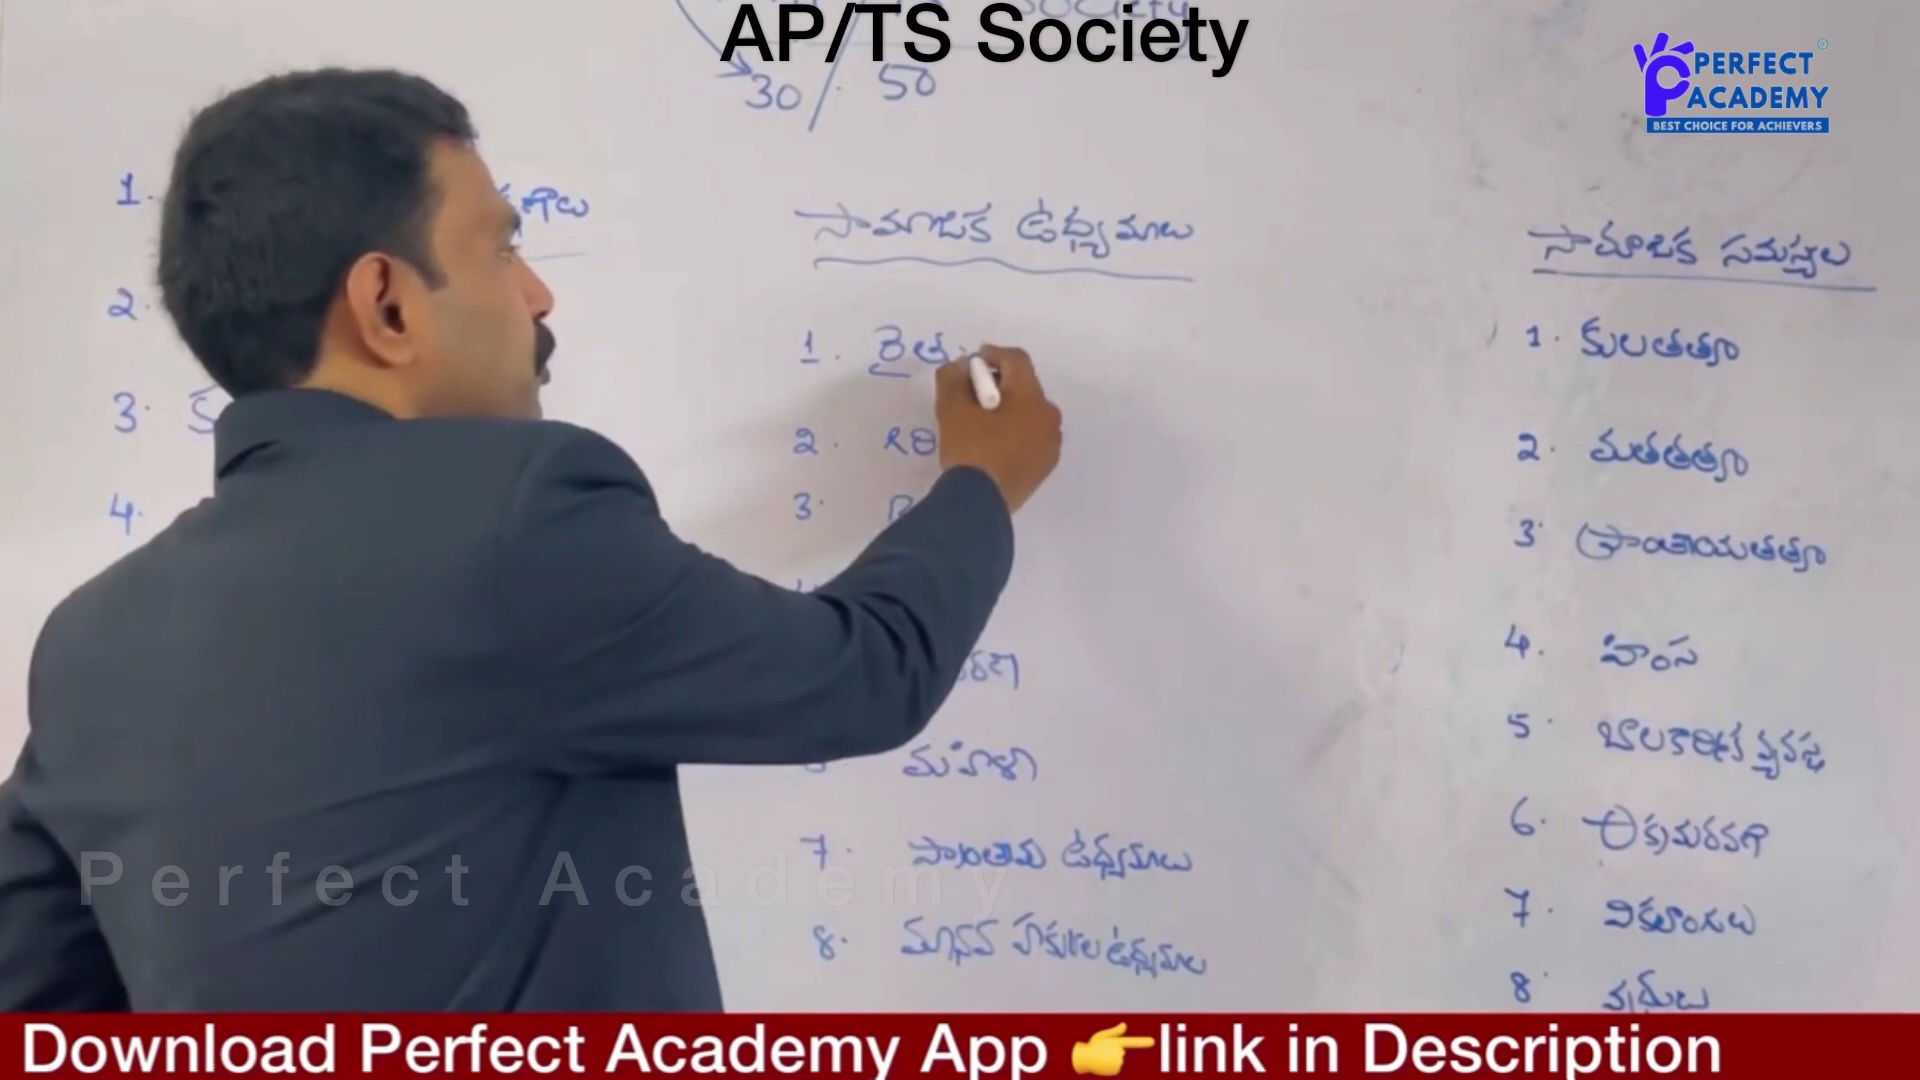 AP/TS Society
30 / 50
PERFECT
ACADEMY
BEST CHOICE FOR ACHIEVERS
1.
2.
3.
4.
సామాజిక ఉద్యమాలు
1. రైతు
2.
3.
6 మహిళా
7. ప్రాంతీయ ఉద్యమాలు
8. మానవ హక్కుల ఉద్యమాల
సామాజిక సమస్యలు
1. కులతత్వం
2. మతతత్వం
3. ప్రాంతీయతత్వం
4. హింస
5. బాలకార్మిక వ్యవస్థ
6. అక్రమరవాణా
7. వికలాంగులు
8 వృద్ధులు
Perfect Academy
Download Perfect Academy App 👉link in Description